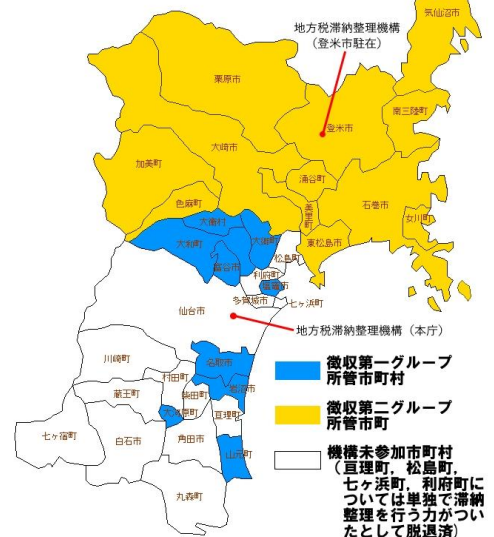 地方税滞納整理機構
（登米市駐在）
気仙沼市
栗原市
南三陸町
登米市
大崎市
加美町
涌谷町
石巻市
色麻町
美里町
女川町
大衡村
東松島市
大和町
大郷町
松島町
富谷市
利府町
塩竈市
多賀城市
七ヶ浜町
仙台市
地方税滞納整理機構（本庁）
川崎町
名取市
村田町
岩沼市
蔵王町
柴田町
大河原町
亘理町
七ヶ宿町
白石市
角田市
山元町
丸森町
徴収第一グループ
所管市町村
徴収第二グループ
所管市町
機構未参加市町村
（亘理町，松島町，
七ヶ浜町，利府町に
ついては単独で滞納
整理を行う力がつい
たとして脱退済）